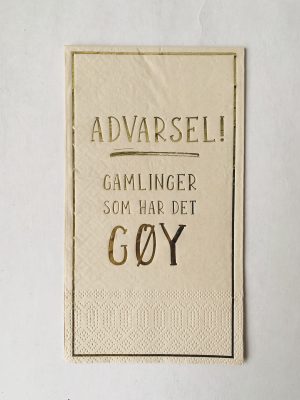 ADVARSEL!
GAMLINGER
SOM HAR DET
GØY